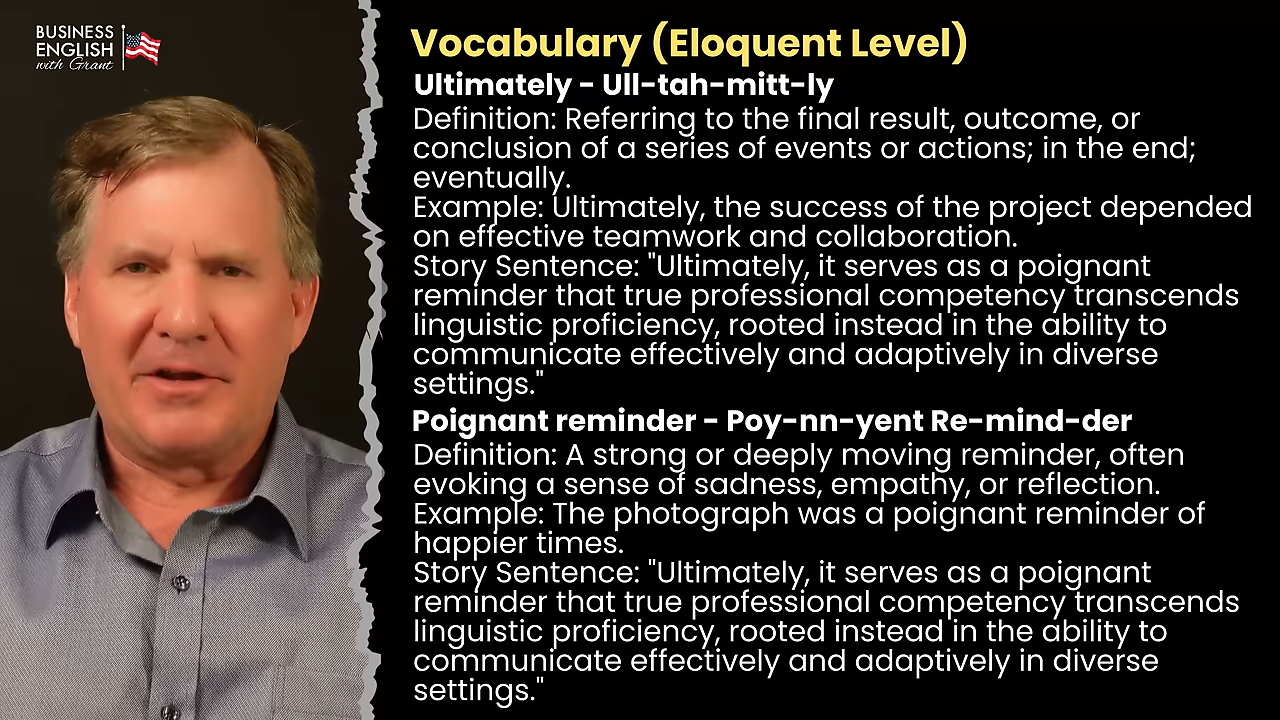 BUSINESS
ENGLISH
with Grant
Vocabulary (Eloquent Level)
Ultimately - Ull-tah-mitt-ly
Definition: Referring to the final result, outcome, or
conclusion of a series of events or actions; in the end;
eventually.
Example: Ultimately, the success of the project depended
on effective teamwork and collaboration.
Story Sentence: "Ultimately, it serves as a poignant
reminder that true professional competency transcends
linguistic proficiency, rooted instead in the ability to
communicate effectively and adaptively in diverse
settings."
Poignant reminder - Poy-nn-yent Re-mind-der
Definition: A strong or deeply moving reminder, often
evoking a sense of sadness, empathy, or reflection.
Example: The photograph was a poignant reminder of
happier times.
Story Sentence: "Ultimately, it serves as a poignant
reminder that true professional competency transcends
linguistic proficiency, rooted instead in the ability to
communicate effectively and adaptively in diverse
settings."